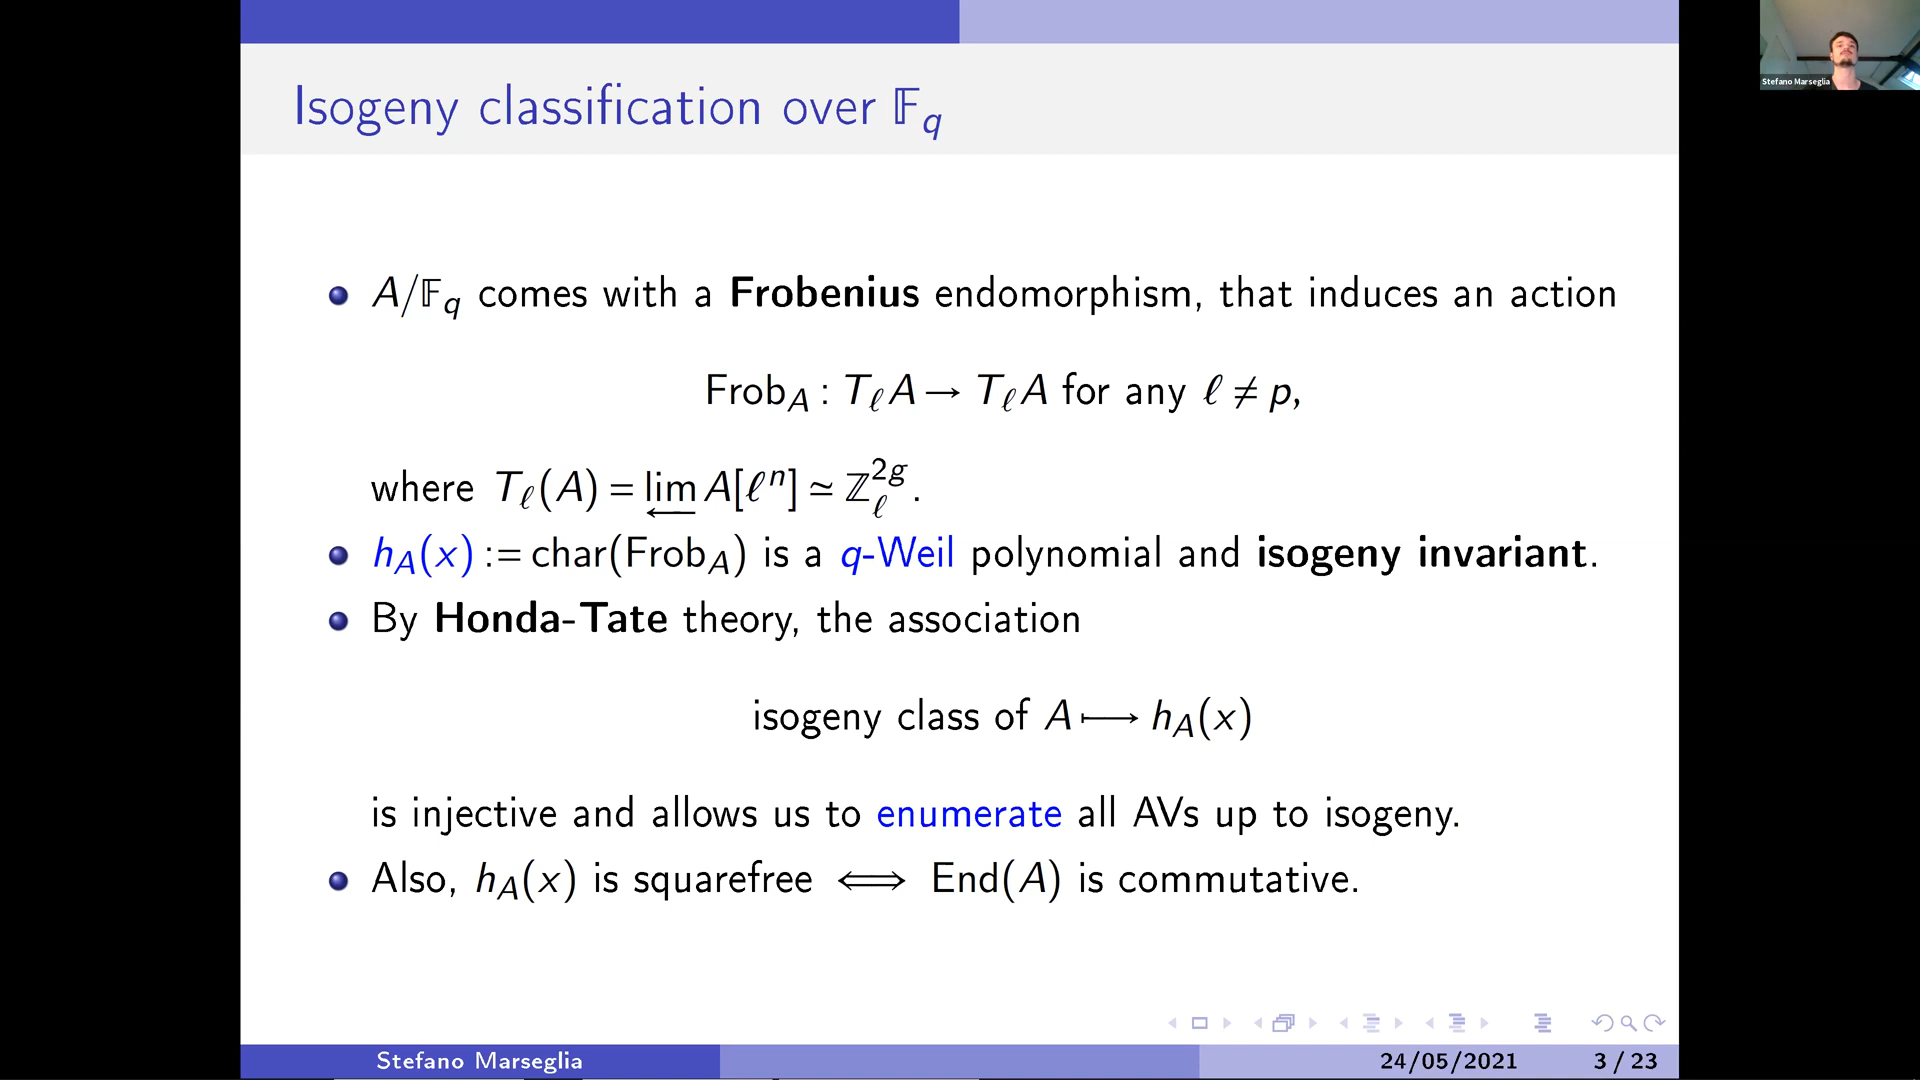 Stefano Marseglia
Isogeny classification over 𝔽_q
A/𝔽_q comes with a Frobenius endomorphism, that induces an action
Frob_A : T_ℓ A → T_ℓ A for any ℓ ≠ p,
where T_ℓ(A) = lim← A[ℓ^n] ≃ ℤ_ℓ^{2g}.
h_A(x) := char(Frob_A) is a q-Weil polynomial and isogeny invariant.
By Honda-Tate theory, the association
isogeny class of A ⟼ h_A(x)
is injective and allows us to enumerate all AVs up to isogeny.
Also, h_A(x) is squarefree ⟺ End(A) is commutative.
Stefano Marseglia 24/05/2021 3 / 23